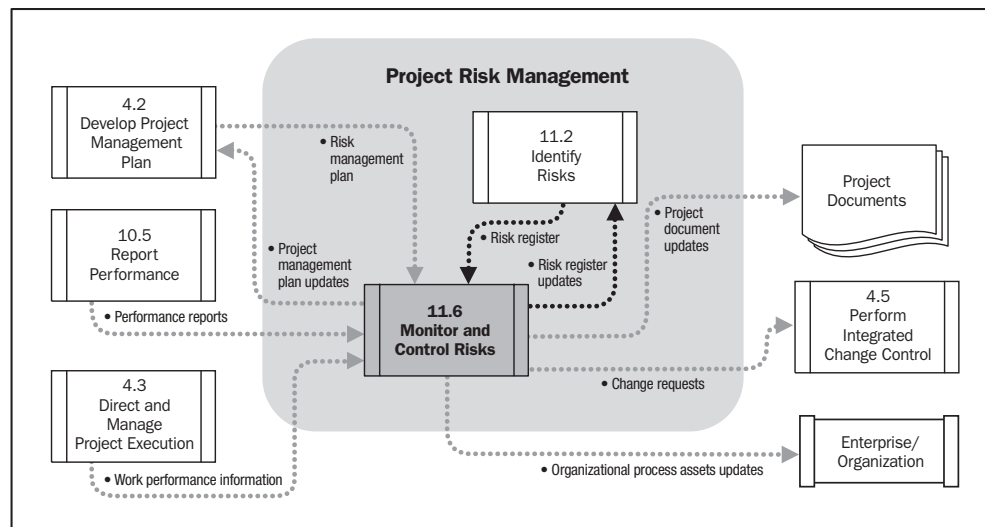 Project Risk Management
4.2
Develop Project
Management
Plan
• Risk
management
plan
11.2
Identify
Risks
Project
Documents
10.5
Report
Performance
• Project
management
plan updates
• Risk register
• Risk register
updates
• Project
document
updates
• Performance reports
11.6
Monitor and
Control Risks
4.5
Perform
Integrated
Change Control
• Change requests
4.3
Direct and
Manage
Project Execution
• Work performance information
• Organizational process assets updates
Enterprise/
Organization